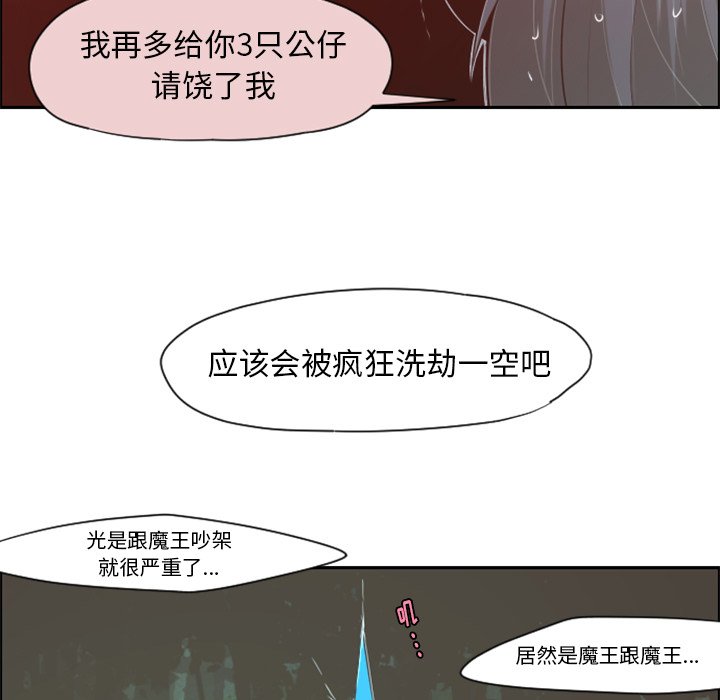 我再多给你3只公仔
请饶了我
应该会被疯狂洗劫一空吧
光是跟魔王吵架
就很严重了...
叽...
居然是魔王跟魔王...